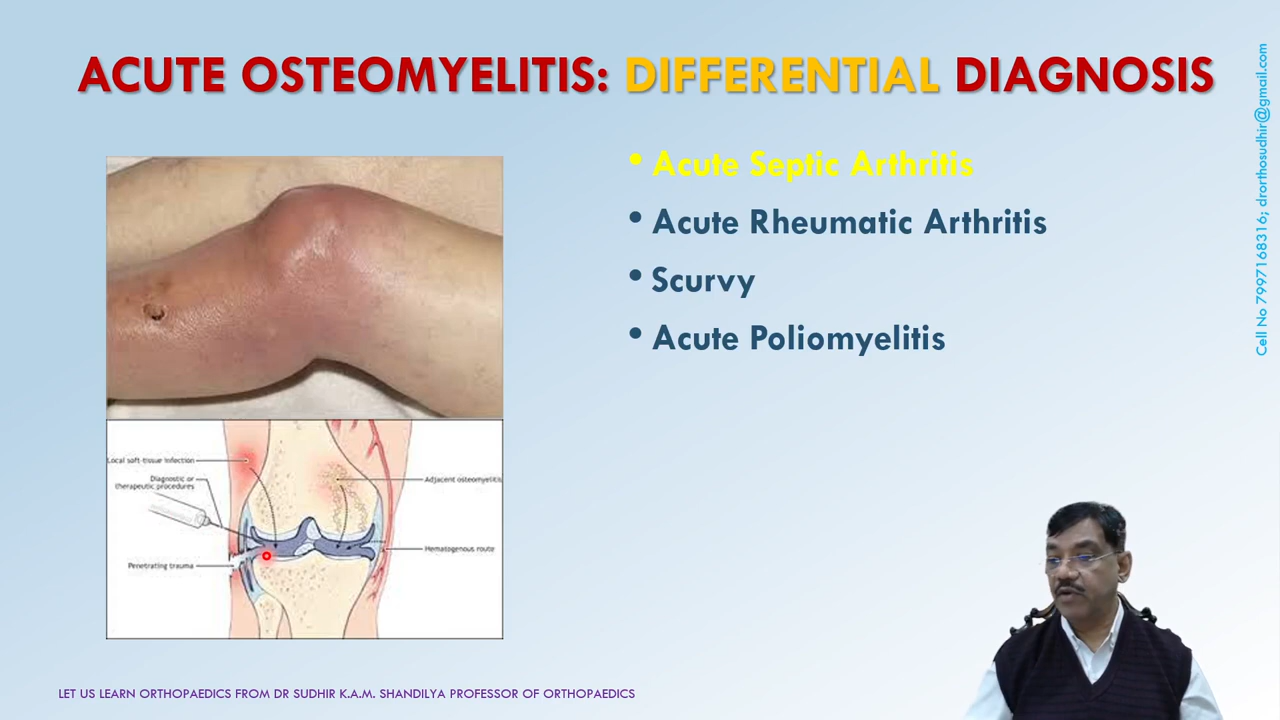 ACUTE OSTEOMYELITIS: DIFFERENTIAL DIAGNOSIS
• Acute Septic Arthritis
• Acute Rheumatic Arthritis
• Scurvy
• Acute Poliomyelitis
Local soft-tissue infection
Diagnostic or
therapeutic procedures
Adjacent osteomyelitis
Hematogenous route
Penetrating trauma
Cell No 7997168316; drorthosudhir@gmail.com
LET US LEARN ORTHOPAEDICS FROM DR SUDHIR K.A.M. SHANDILYA PROFESSOR OF ORTHOPAEDICS